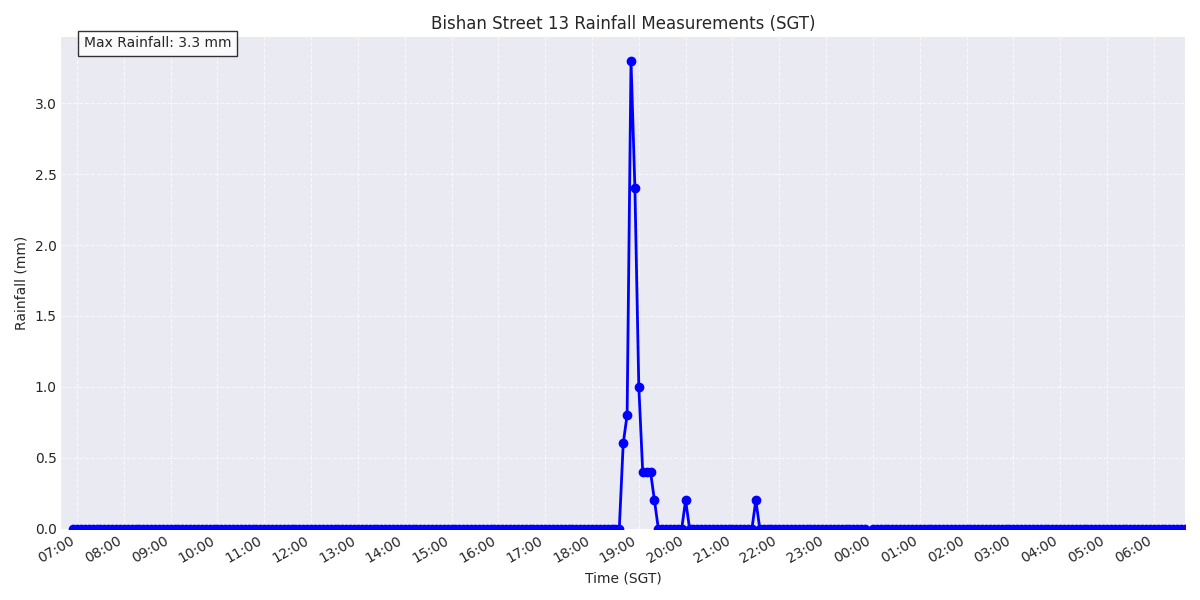 Bishan Street 13 Rainfall Measurements (SGT)
Max Rainfall: 3.3 mm
Rainfall (mm)
3.0
2.5
2.0
1.5
1.0
0.5
0.0
07:00 08:00 09:00 10:00 11:00 12:00 13:00 14:00 15:00 16:00 17:00 18:00 19:00 20:00 21:00 22:00 23:00 00:00 01:00 02:00 03:00 04:00 05:00 06:00
Time (SGT)